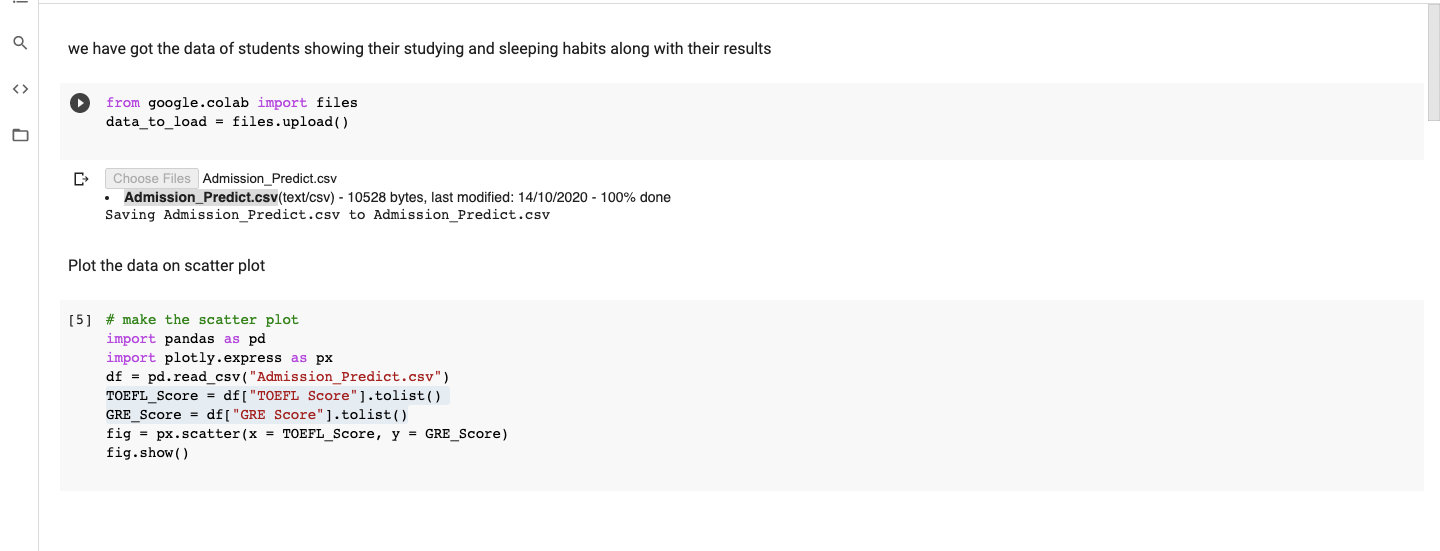 we have got the data of students showing their studying and sleeping habits along with their results
from google.colab import files
data_to_load = files.upload()
Choose Files Admission_Predict.csv
• Admission_Predict.csv(text/csv) - 10528 bytes, last modified: 14/10/2020 - 100% done
Saving Admission_Predict.csv to Admission_Predict.csv
Plot the data on scatter plot
[5] # make the scatter plot
import pandas as pd
import plotly.express as px
df = pd.read_csv("Admission_Predict.csv")
TOEFL_Score = df["TOEFL Score"].tolist()
GRE_Score = df["GRE Score"].tolist()
fig = px.scatter(x = TOEFL_Score, y = GRE_Score)
fig.show()